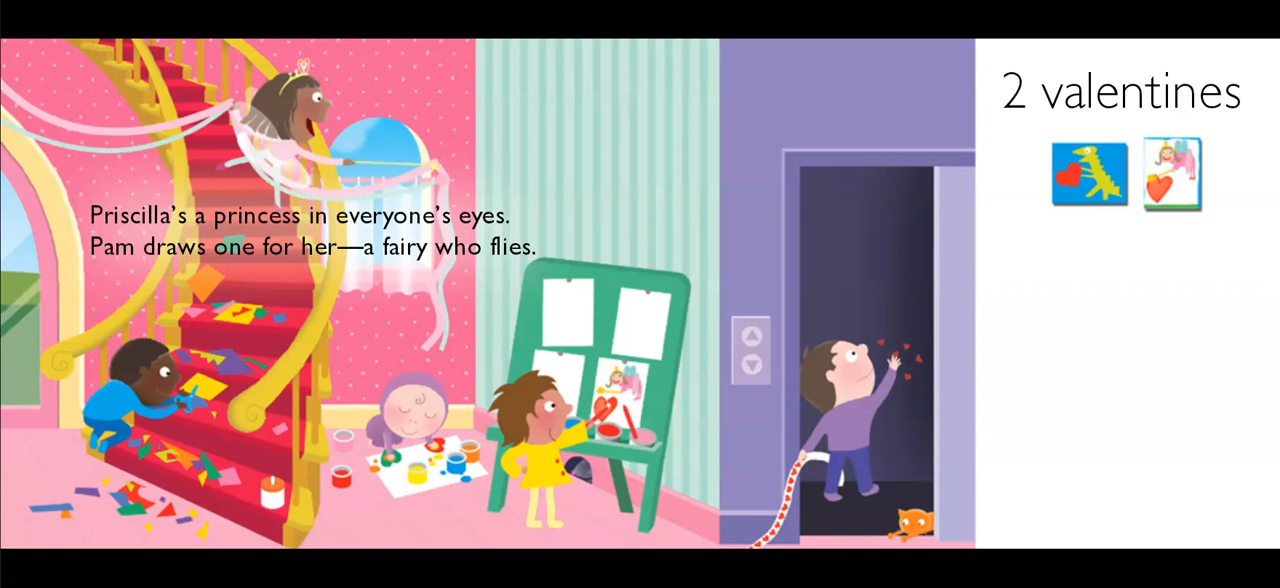 2 valentines
Priscilla's a princess in everyone's eyes.
Pam draws one for her—a fairy who flies.